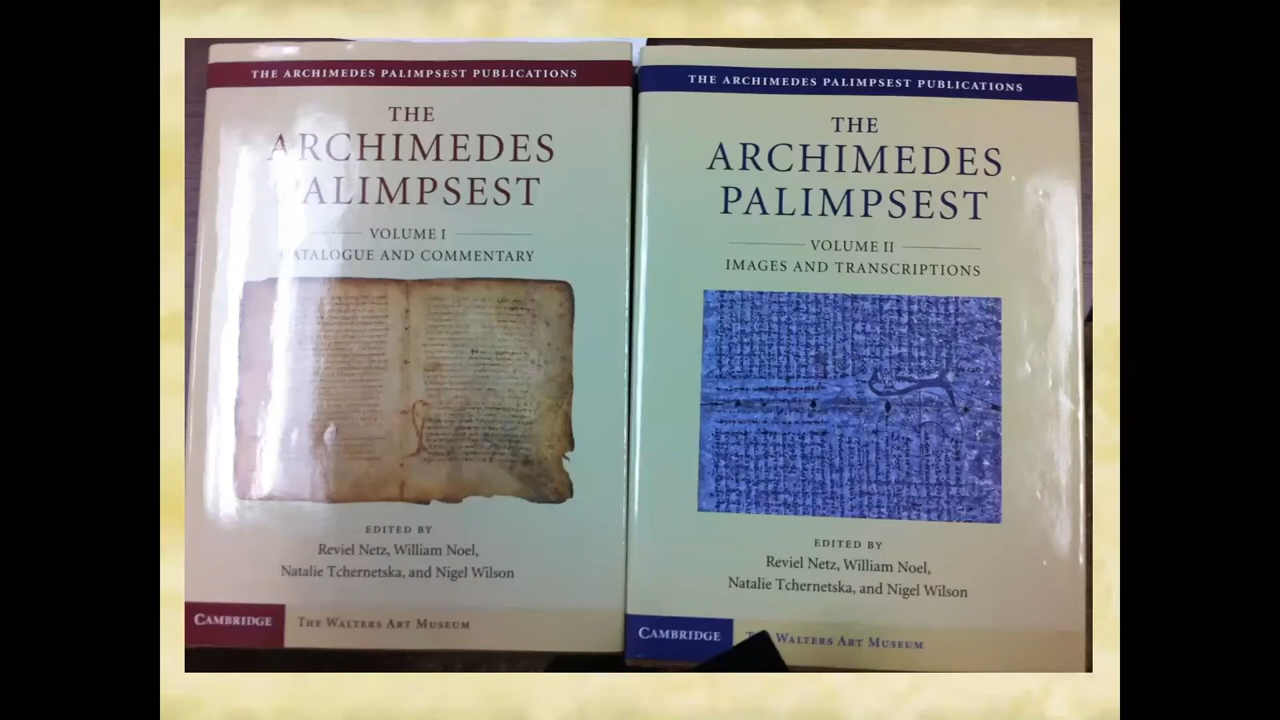 THE ARCHIMEDES PALIMPSEST PUBLICATIONS
THE
ARCHIMEDES
PALIMPSEST
VOLUME I
CATALOGUE AND COMMENTARY
EDITED BY
Reviel Netz, William Noel,
Natalie Tchernetska, and Nigel Wilson
CAMBRIDGE
THE WALTERS ART MUSEUM
THE ARCHIMEDES PALIMPSEST PUBLICATIONS
THE
ARCHIMEDES
PALIMPSEST
VOLUME II
IMAGES AND TRANSCRIPTIONS
EDITED BY
Reviel Netz, William Noel,
Natalie Tchernetska, and Nigel Wilson
CAMBRIDGE
THE WALTERS ART MUSEUM